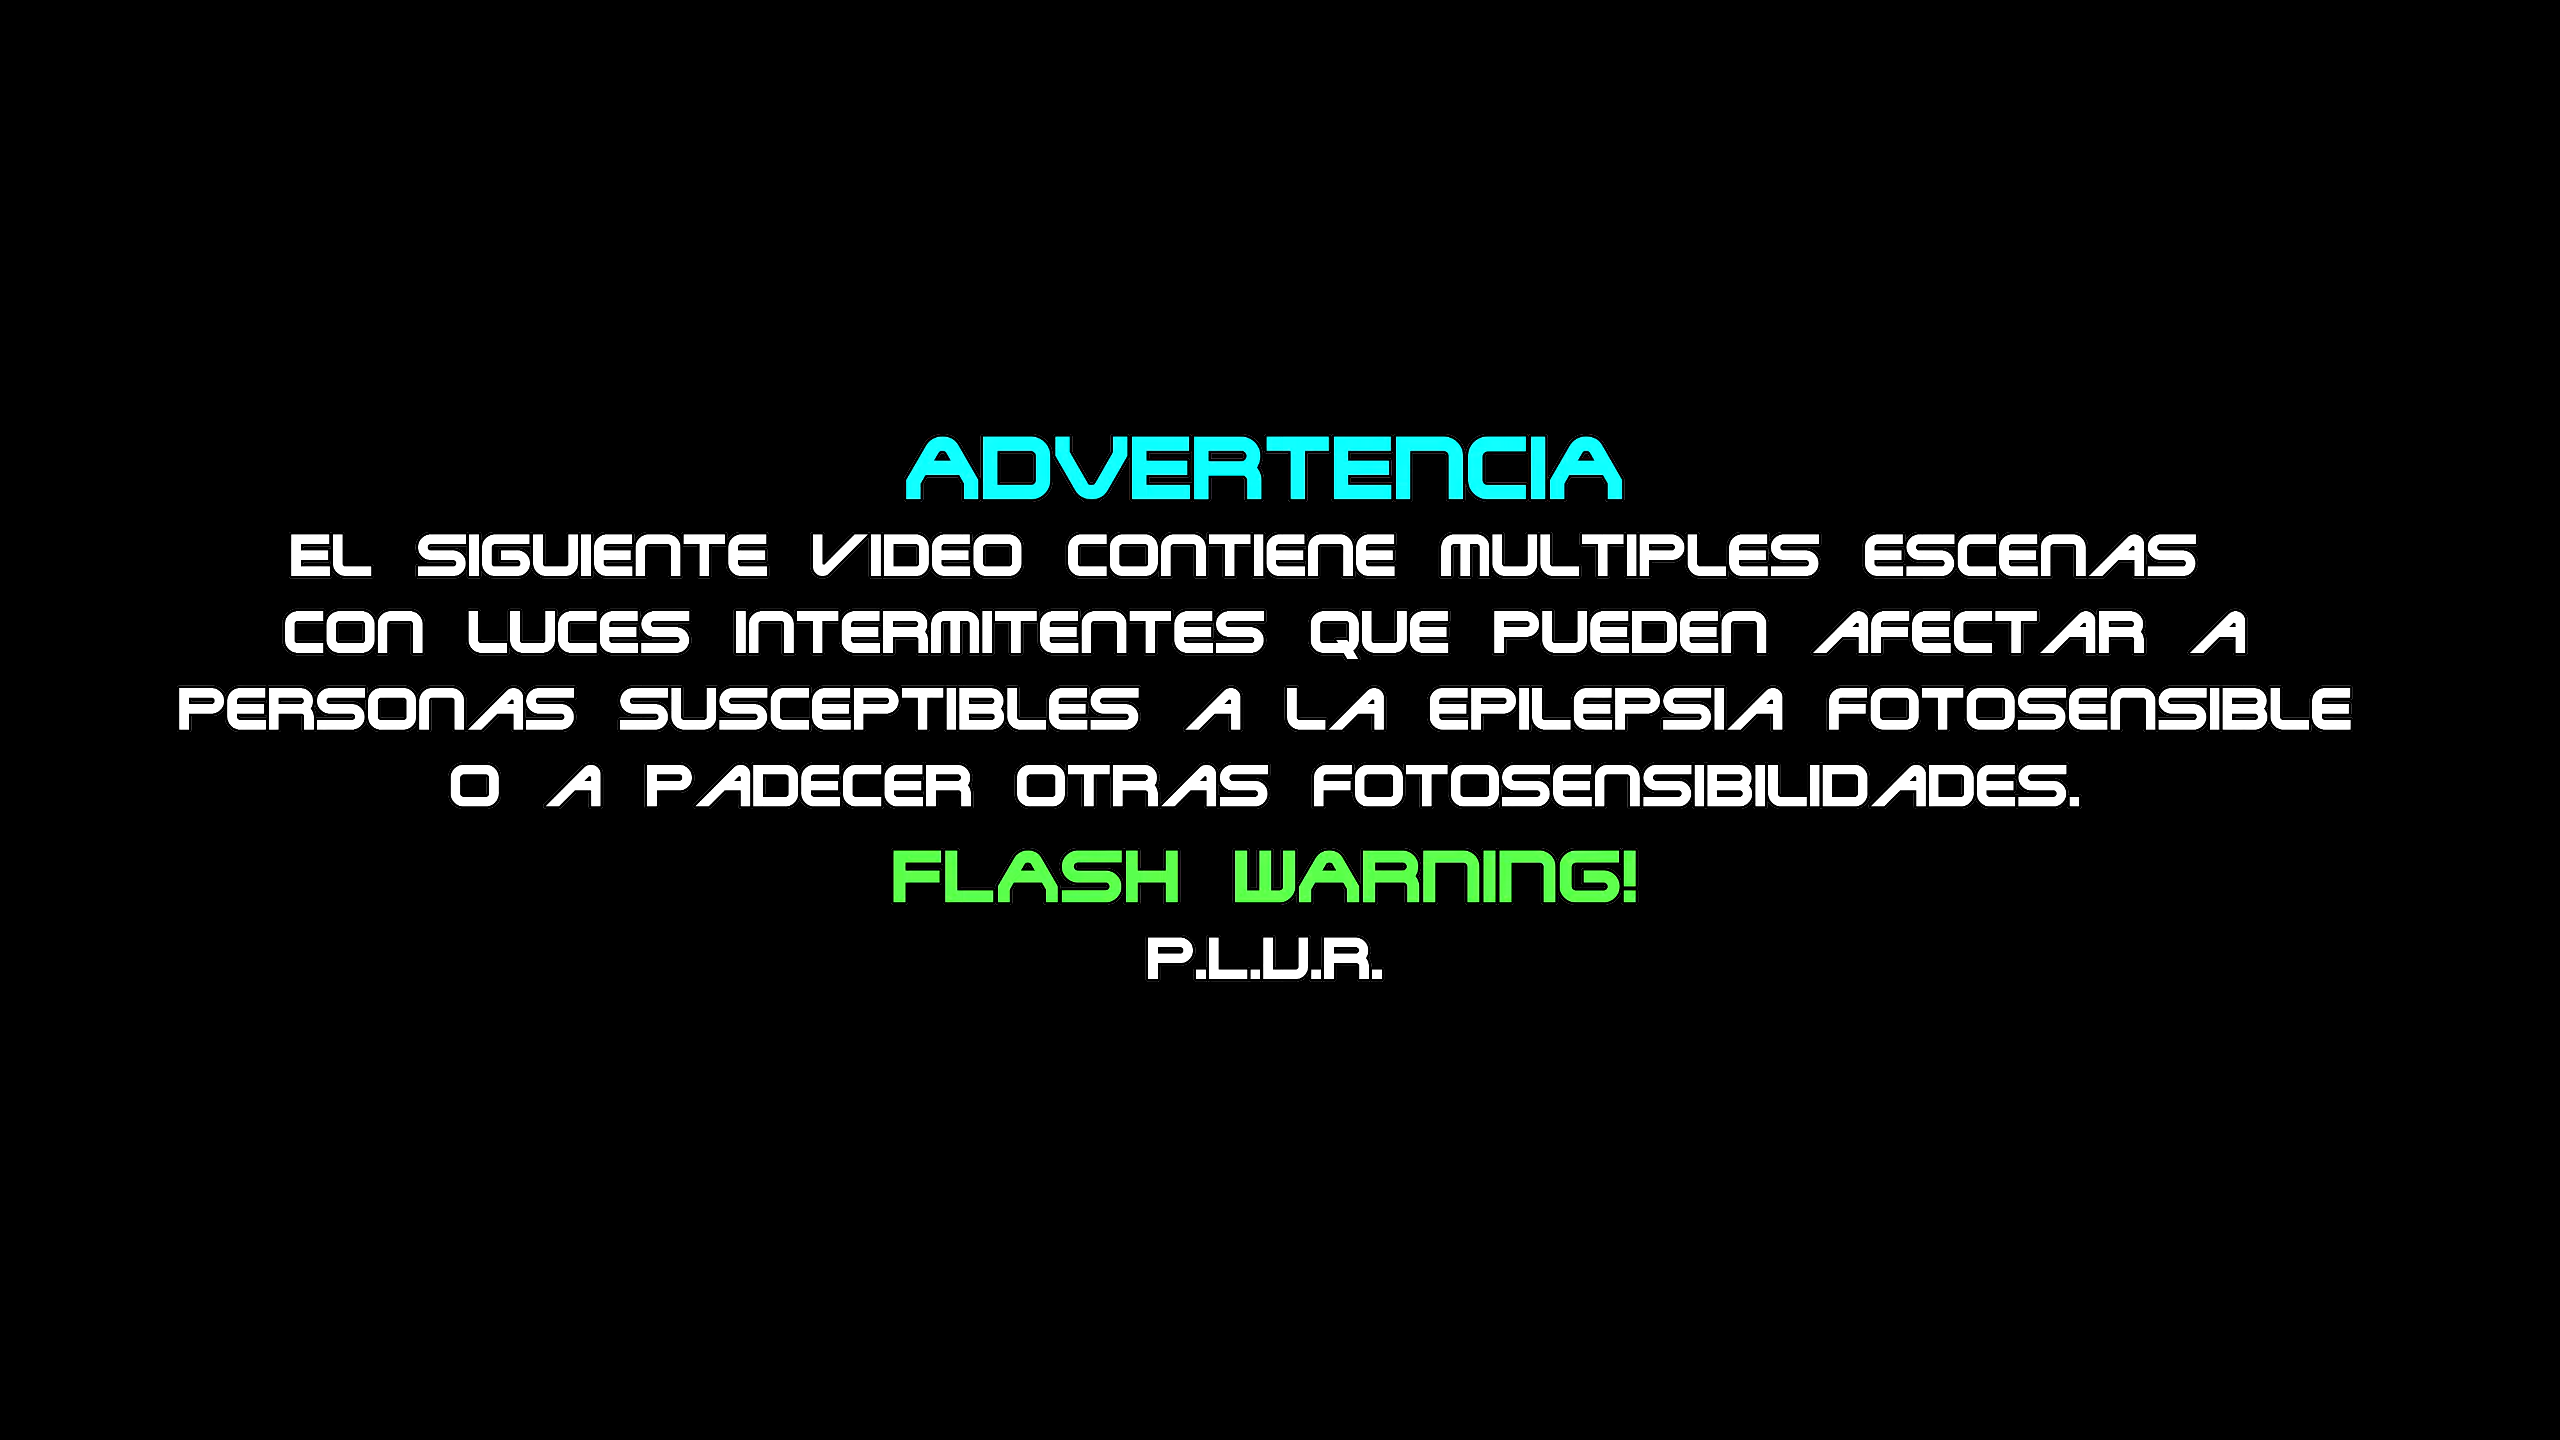 ADVERTENCIA
EL SIGUIENTE VIDEO CONTIENE MULTIPLES ESCENAS
CON LUCES INTERMITENTES QUE PUEDEN AFECTAR A
PERSONAS SUSCEPTIBLES A LA EPILEPSIA FOTOSENSIBLE
O A PADECER OTRAS FOTOSENSIBILIDADES.
FLASH WARNING!
P.L.U.R.